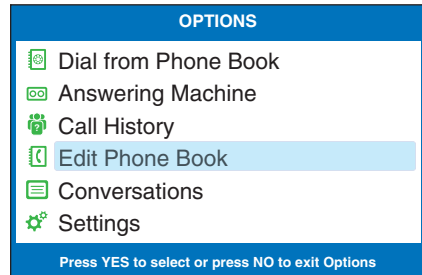 OPTIONS
Dial from Phone Book
Answering Machine
Call History
Edit Phone Book
Conversations
Settings
Press YES to select or press NO to exit Options